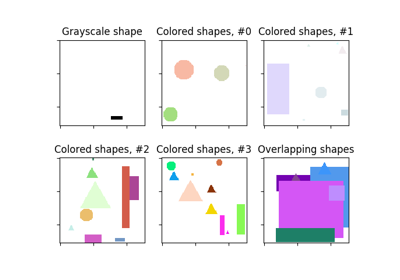 Grayscale shape
Colored shapes, #0
Colored shapes, #1
Colored shapes, #2
Colored shapes, #3
Overlapping shapes